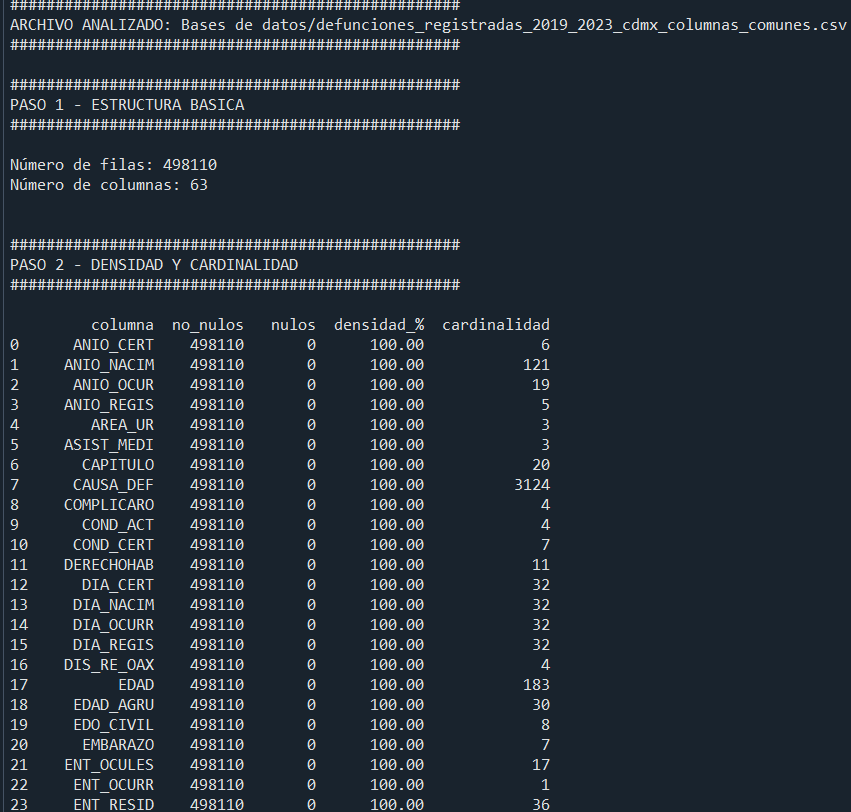 ##################################################
ARCHIVO ANALIZADO: Bases de datos/defunciones_registradas_2019_2023_cdmx_columnas_comunes.csv
##################################################
##################################################
PASO 1 - ESTRUCTURA BASICA
##################################################
Número de filas: 498110
Número de columnas: 63
##################################################
PASO 2 - DENSIDAD Y CARDINALIDAD
##################################################
columna no_nulos nulos densidad_% cardinalidad
0 ANIO_CERT 498110 0 100.00 6
1 ANIO_NACIM 498110 0 100.00 121
2 ANIO_OCUR 498110 0 100.00 19
3 ANIO_REGIS 498110 0 100.00 5
4 AREA_UR 498110 0 100.00 3
5 ASIST_MEDI 498110 0 100.00 3
6 CAPITULO 498110 0 100.00 20
7 CAUSA_DEF 498110 0 100.00 3124
8 COMPLICARO 498110 0 100.00 4
9 COND_ACT 498110 0 100.00 4
10 COND_CERT 498110 0 100.00 7
11 DERECHOHAB 498110 0 100.00 11
12 DIA_CERT 498110 0 100.00 32
13 DIA_NACIM 498110 0 100.00 32
14 DIA_OCURR 498110 0 100.00 32
15 DIA_REGIS 498110 0 100.00 32
16 DIS_RE_OAX 498110 0 100.00 4
17 EDAD 498110 0 100.00 183
18 EDAD_AGRU 498110 0 100.00 30
19 EDO_CIVIL 498110 0 100.00 8
20 EMBARAZO 498110 0 100.00 7
21 ENT_OCULES 498110 0 100.00 17
22 ENT_OCURR 498110 0 100.00 1
23 ENT_RESID 498110 0 100.00 36